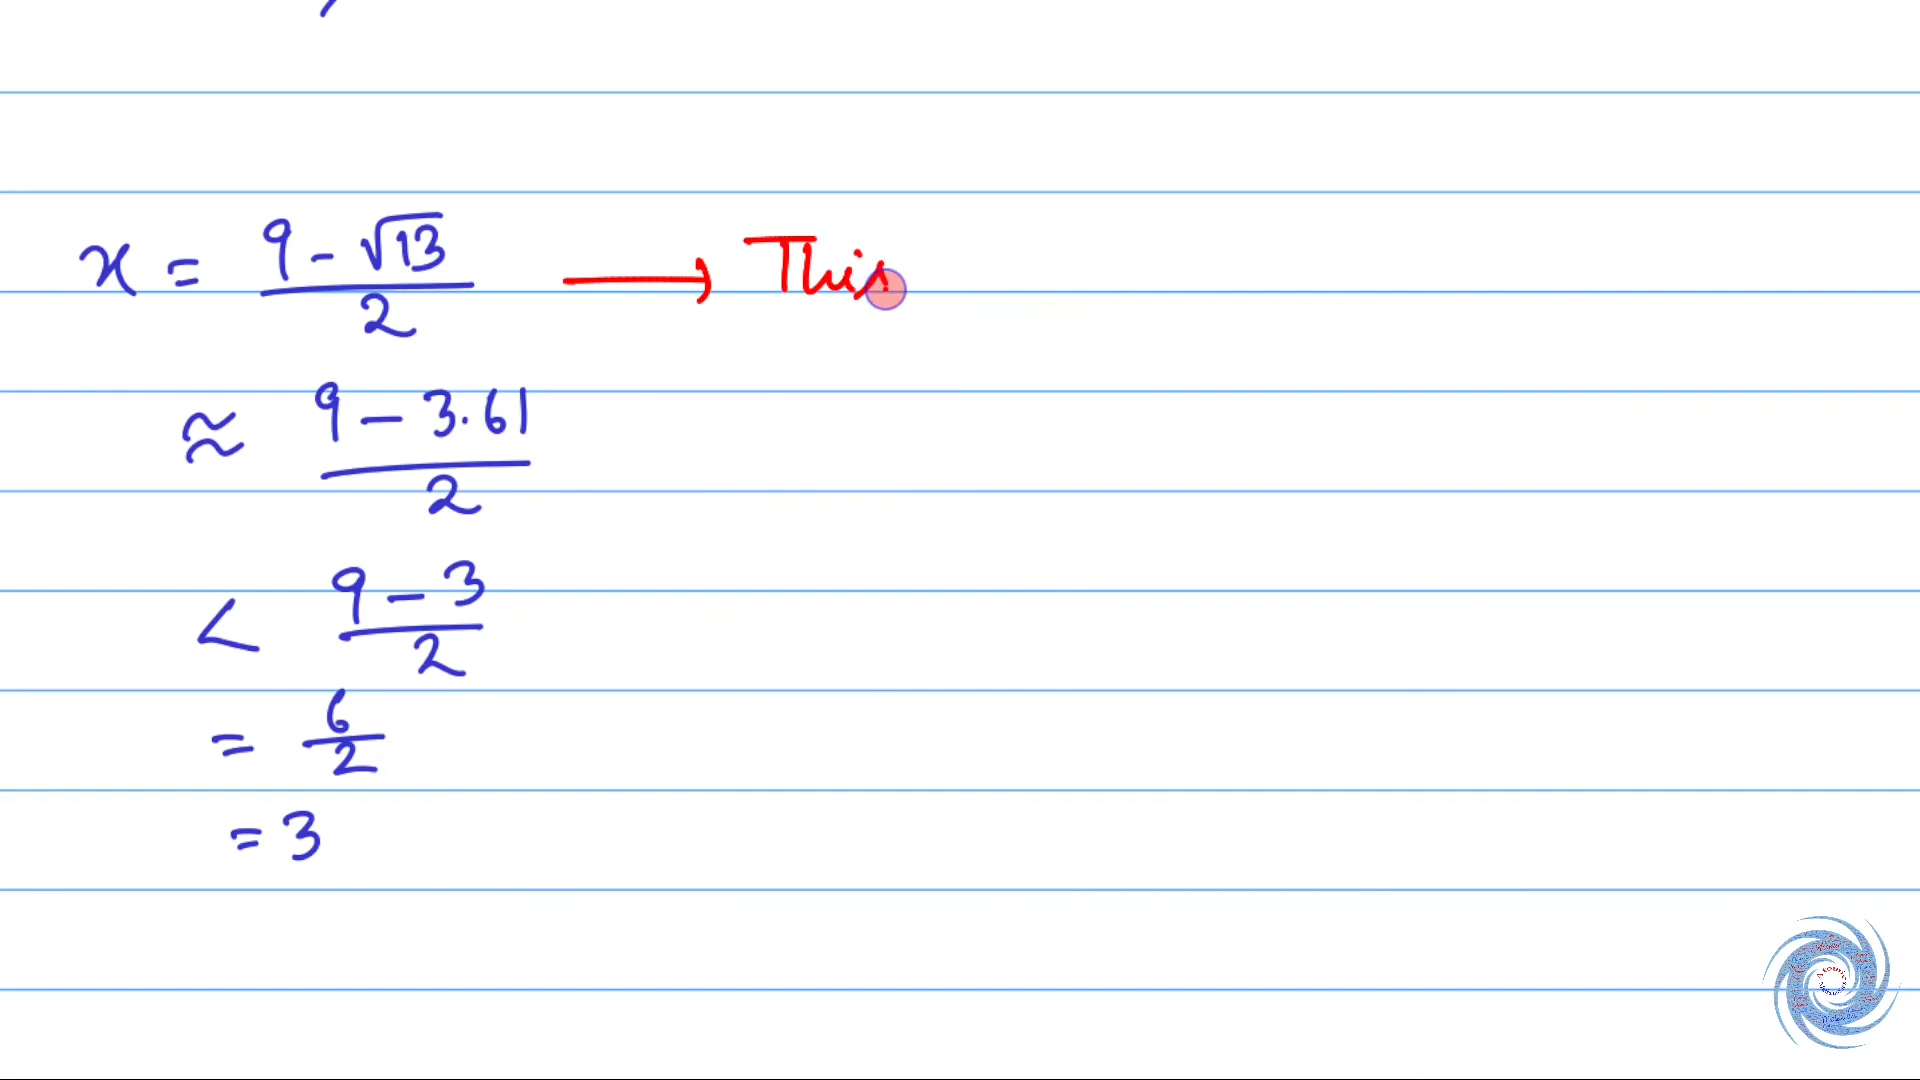 x = (9 - √13)/2 → This
≈ (9 - 3.61)/2
< (9 - 3)/2
= 6/2
= 3